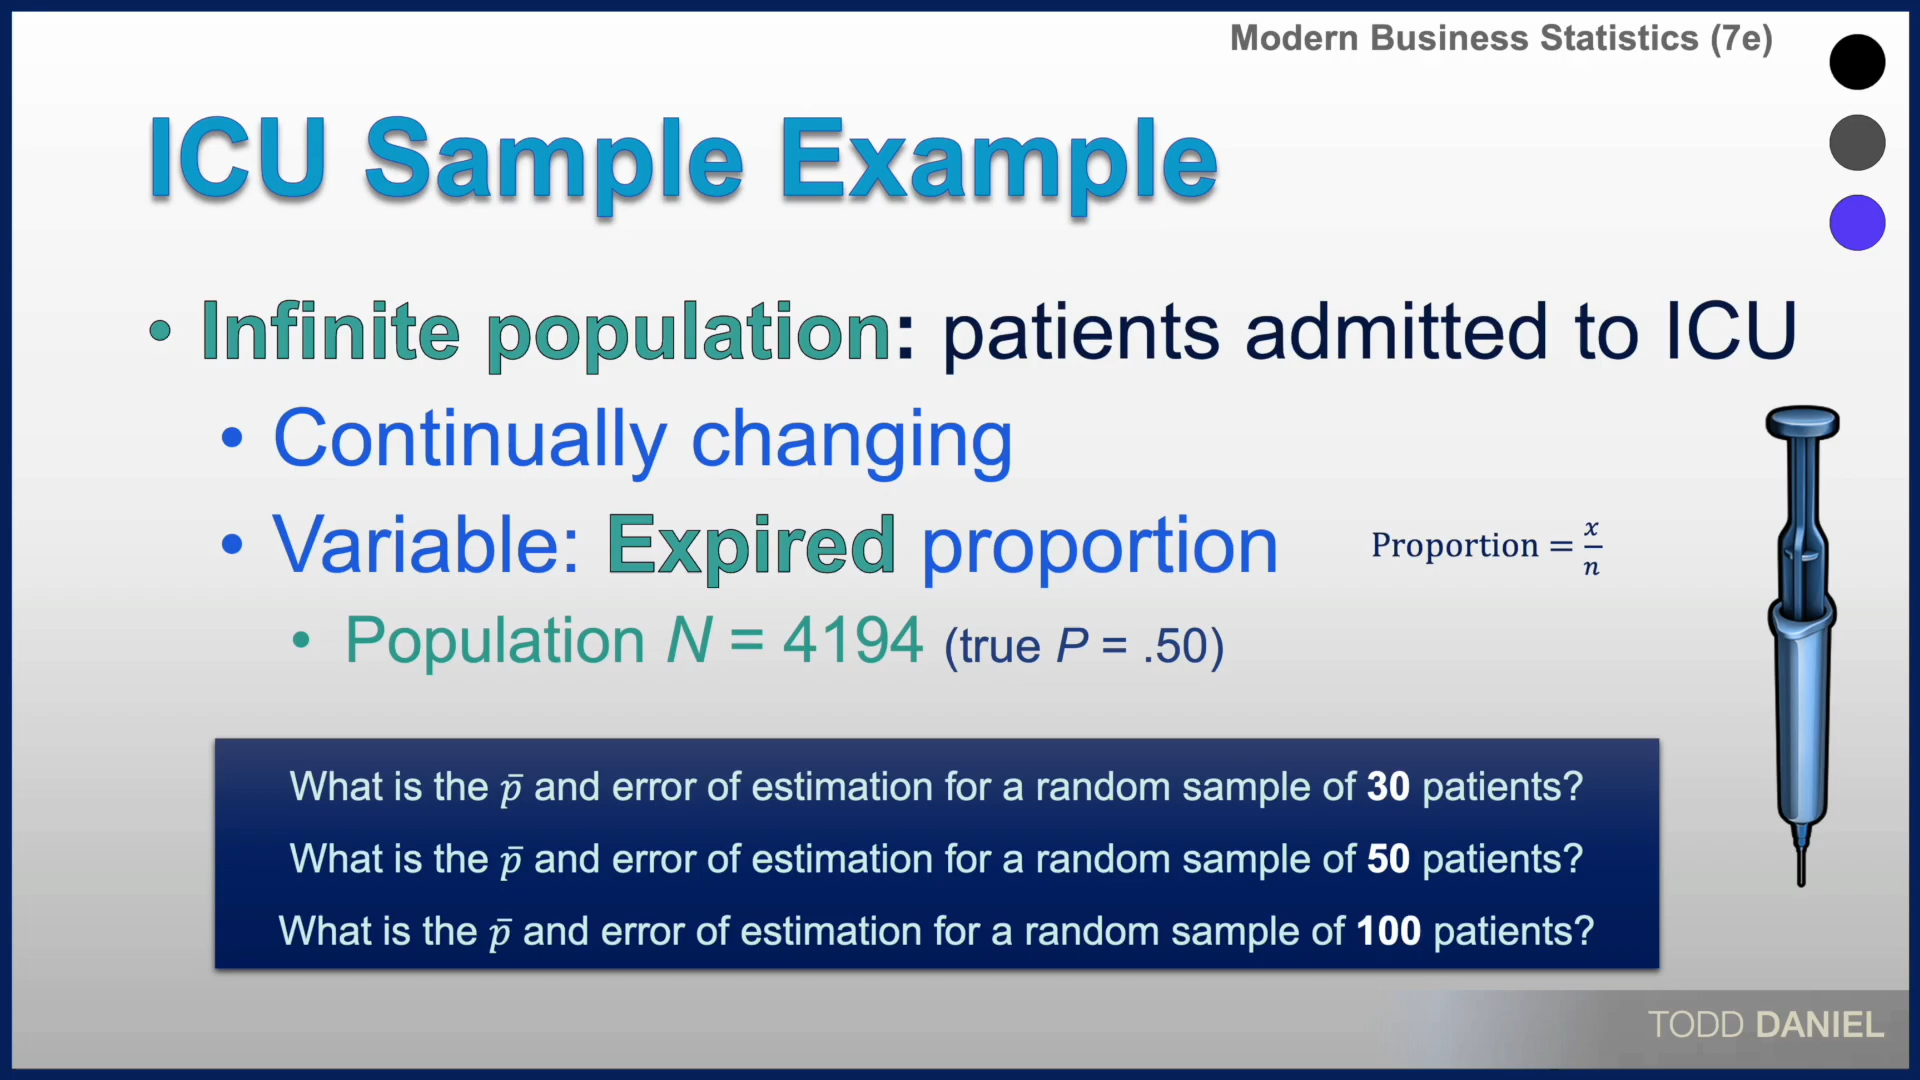 Modern Business Statistics (7e)
ICU Sample Example
• Infinite population: patients admitted to ICU
• Continually changing
• Variable: Expired proportion
Proportion = x/n
• Population N = 4194 (true P = .50)
What is the p̄ and error of estimation for a random sample of 30 patients?
What is the p̄ and error of estimation for a random sample of 50 patients?
What is the p̄ and error of estimation for a random sample of 100 patients?
TODD DANIEL